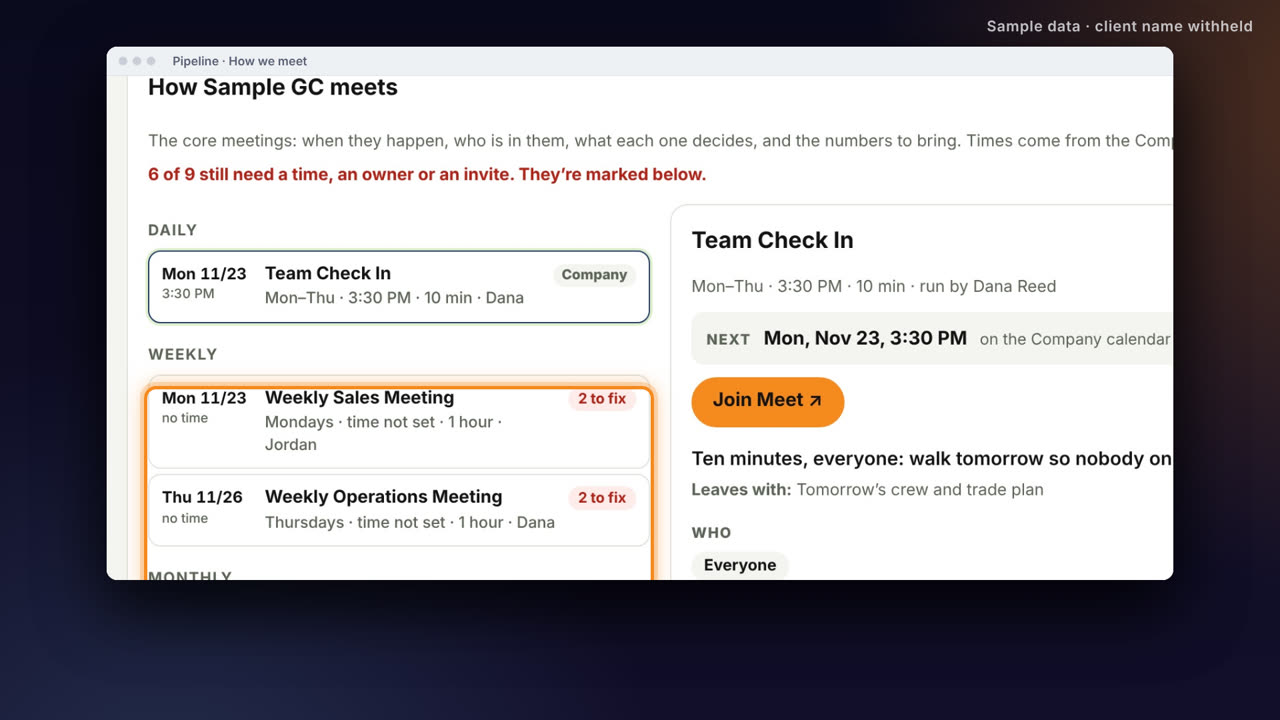 Sample data · client name withheld
Pipeline · How we meet
How Sample GC meets
The core meetings: when they happen, who is in them, what each one decides, and the numbers to bring. Times come from the
6 of 9 still need a time, an owner or an invite. They’re marked below.
DAILY
Mon 11/23
3:30 PM
Team Check In
Mon–Thu · 3:30 PM · 10 min · Dana
Company
WEEKLY
Mon 11/23
no time
Weekly Sales Meeting
Mondays · time not set · 1 hour ·
Jordan
2 to fix
Thu 11/26
no time
Weekly Operations Meeting
Thursdays · time not set · 1 hour · Dana
2 to fix
MONTHLY
Team Check In
Mon–Thu · 3:30 PM · 10 min · run by Dana Reed
NEXT Mon, Nov 23, 3:30 PM on the Company calendar
Join Meet ↗
Ten minutes, everyone: walk tomorrow so nobody on
Leaves with: Tomorrow’s crew and trade plan
WHO
Everyone